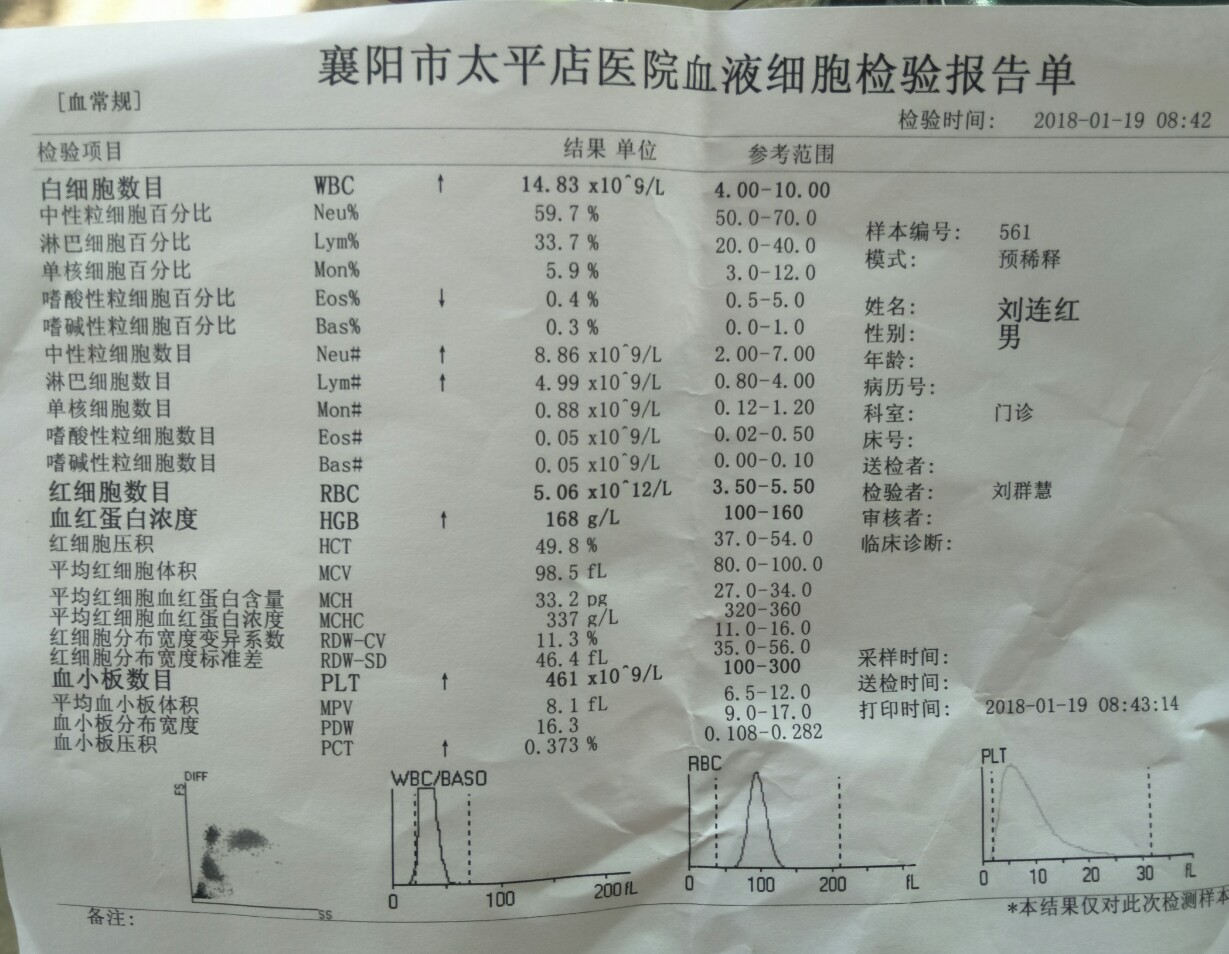 襄阳市太平店医院血液细胞检验报告单
[血常规]
检验时间: 2018-01-19 08:42
检验项目 结果 单位 参考范围
白细胞数目 WBC ↑ 14.83 x10^9/L 4.00-10.00
中性粒细胞百分比 Neu% 59.7 % 50.0-70.0
淋巴细胞百分比 Lym% 33.7 % 20.0-40.0
单核细胞百分比 Mon% 5.9 % 3.0-12.0
嗜酸性粒细胞百分比 Eos% ↓ 0.4 % 0.5-5.0
嗜碱性粒细胞百分比 Bas% 0.3 % 0.0-1.0
中性粒细胞数目 Neu# ↑ 8.86 x10^9/L 2.00-7.00
淋巴细胞数目 Lym# ↑ 4.99 x10^9/L 0.80-4.00
单核细胞数目 Mon# 0.88 x10^9/L 0.12-1.20
嗜酸性粒细胞数目 Eos# 0.05 x10^9/L 0.02-0.50
嗜碱性粒细胞数目 Bas# 0.05 x10^9/L 0.00-0.10
红细胞数目 RBC 5.06 x10^12/L 3.50-5.50
血红蛋白浓度 HGB ↑ 168 g/L 100-160
红细胞压积 HCT 49.8 % 37.0-54.0
平均红细胞体积 MCV 98.5 fL 80.0-100.0
平均红细胞血红蛋白含量 MCH 33.2 pg 27.0-34.0
平均红细胞血红蛋白浓度 MCHC 337 g/L 320-360
红细胞分布宽度变异系数 RDW-CV 11.3 % 11.0-16.0
红细胞分布宽度标准差 RDW-SD 46.4 fL 35.0-56.0
血小板数目 PLT ↑ 461 x10^9/L 100-300
平均血小板体积 MPV 8.1 fL 6.5-12.0
血小板分布宽度 PDW 16.3 9.0-17.0
血小板压积 PCT ↑ 0.373 % 0.108-0.282
样本编号: 561
模式: 预稀释
姓名: 刘连红
性别: 男
年龄:
病历号:
科室: 门诊
床号:
送检者:
检验者: 刘群慧
审核者:
临床诊断:
采样时间:
送检时间:
打印时间: 2018-01-19 08:43:14
DIFF
FS
SS
WBC/BASO
0 100 200 fL
RBC
0 100 200 fL
PLT
0 10 20 30 fL
备注:
*本结果仅对此次检测样本